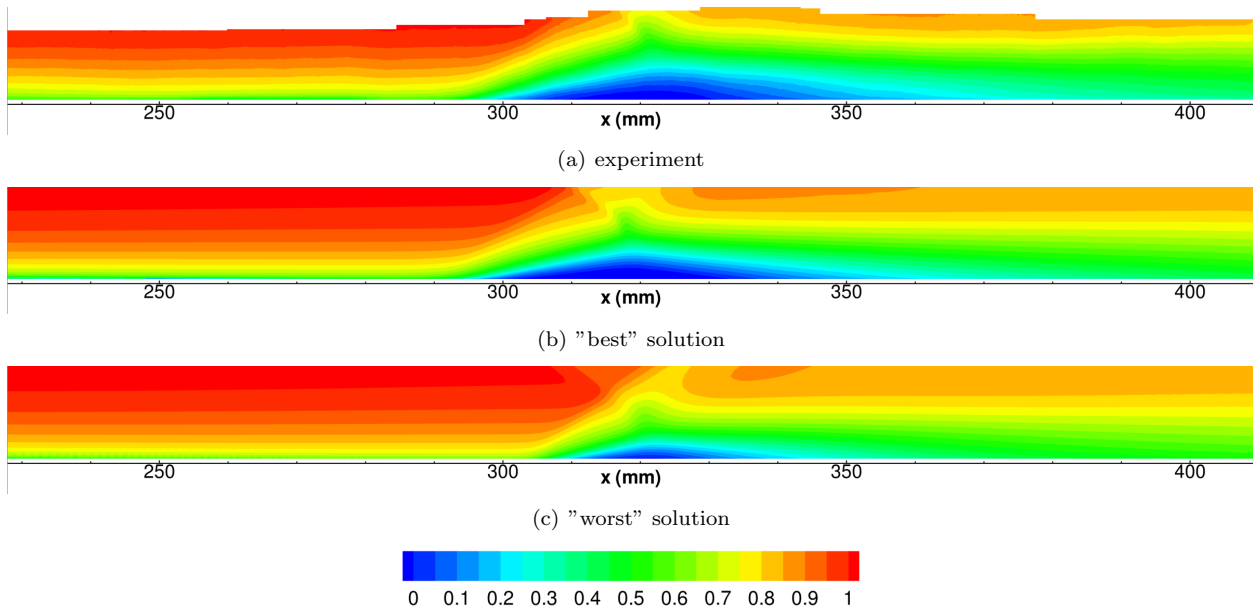 250 300 350 400
x (mm)
(a) experiment
250 300 350 400
x (mm)
(b) ”best” solution
250 300 350 400
x (mm)
(c) ”worst” solution
0 0.1 0.2 0.3 0.4 0.5 0.6 0.7 0.8 0.9 1